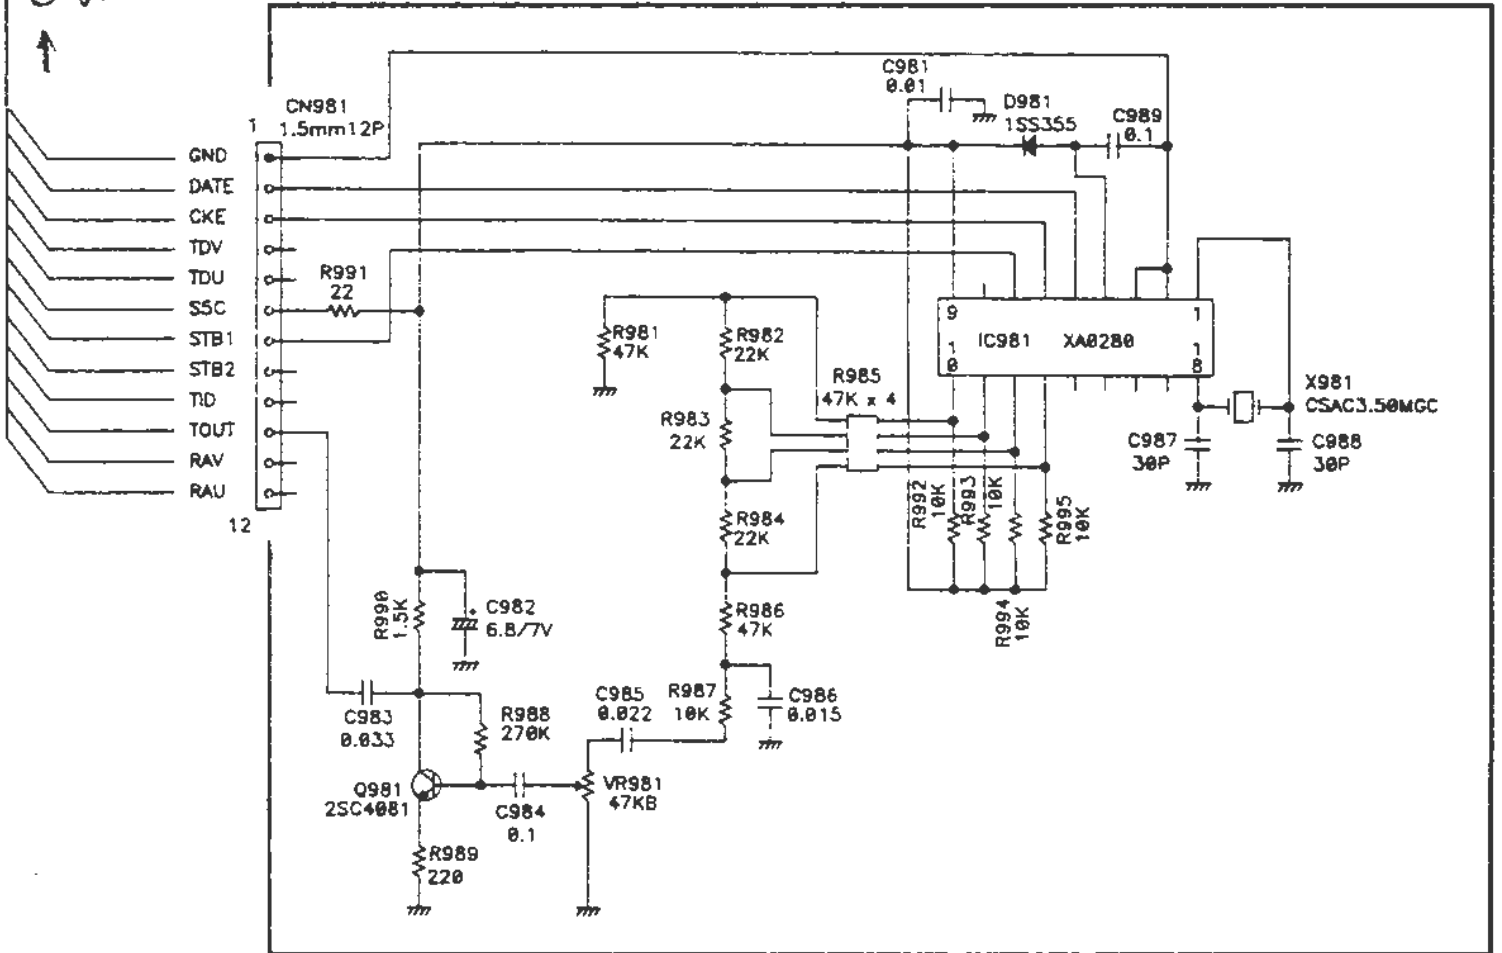 CN981
1.5mm12P
1
GND
DATE
CKE
TDV
TDU
S5C
STB1
STB2
TID
TOUT
RAV
RAU
12
R991
22
C981
0.01
D981
1SS355
C989
0.1
R981
47K
R982
22K
R983
22K
R984
22K
R985
47K x 4
R986
47K
R987
10K
C986
0.015
9
1
IC981 XA0280
1
0
1
8
X981
CSAC3.50MGC
C987
30P
C988
30P
R992
10K
R993
10K
R994
10K
R995
10K
R990
1.5K
C982
6.8/7V
C983
0.033
R988
270K
C985
0.022
Q981
2SC4081
C984
0.1
VR981
47KB
R989
220